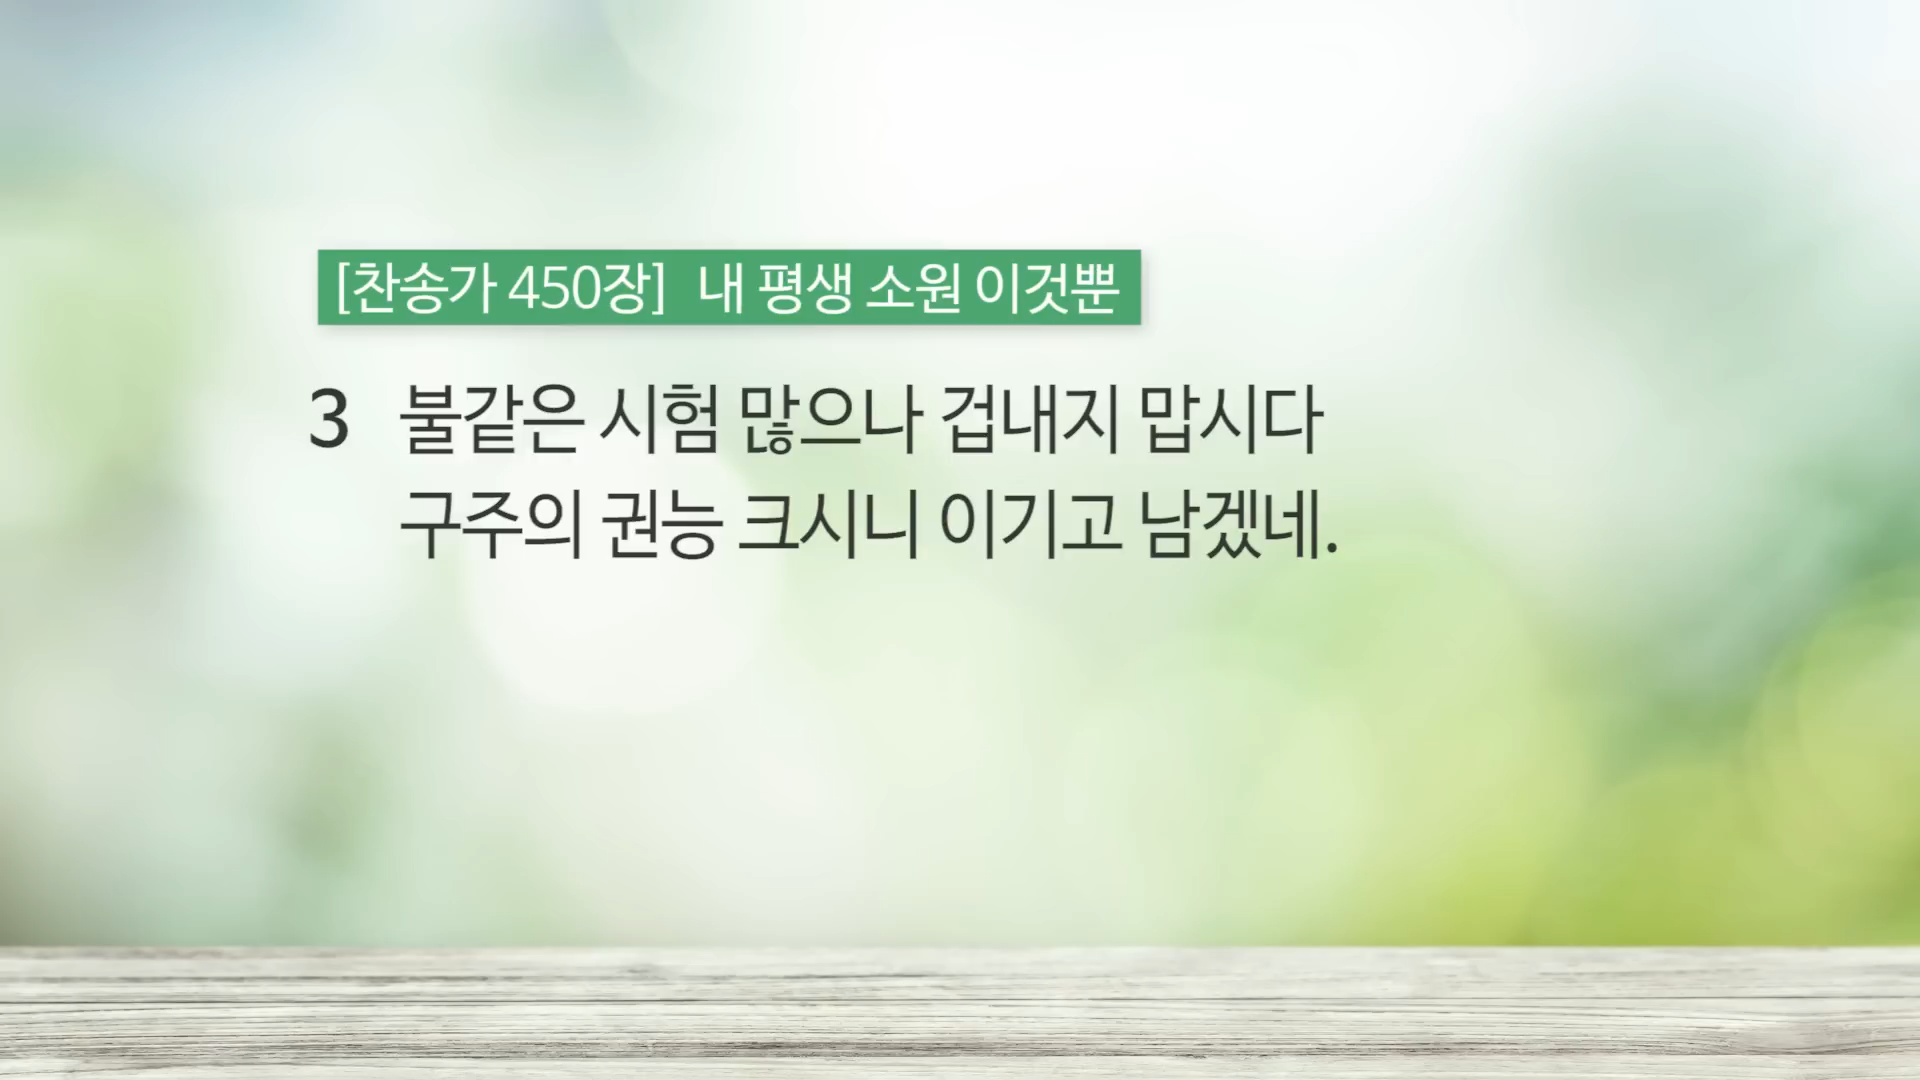 [찬송가 450장] 내 평생 소원 이것뿐
3 불같은 시험 많으나 겁내지 맙시다
구주의 권능 크시니 이기고 남겠네.